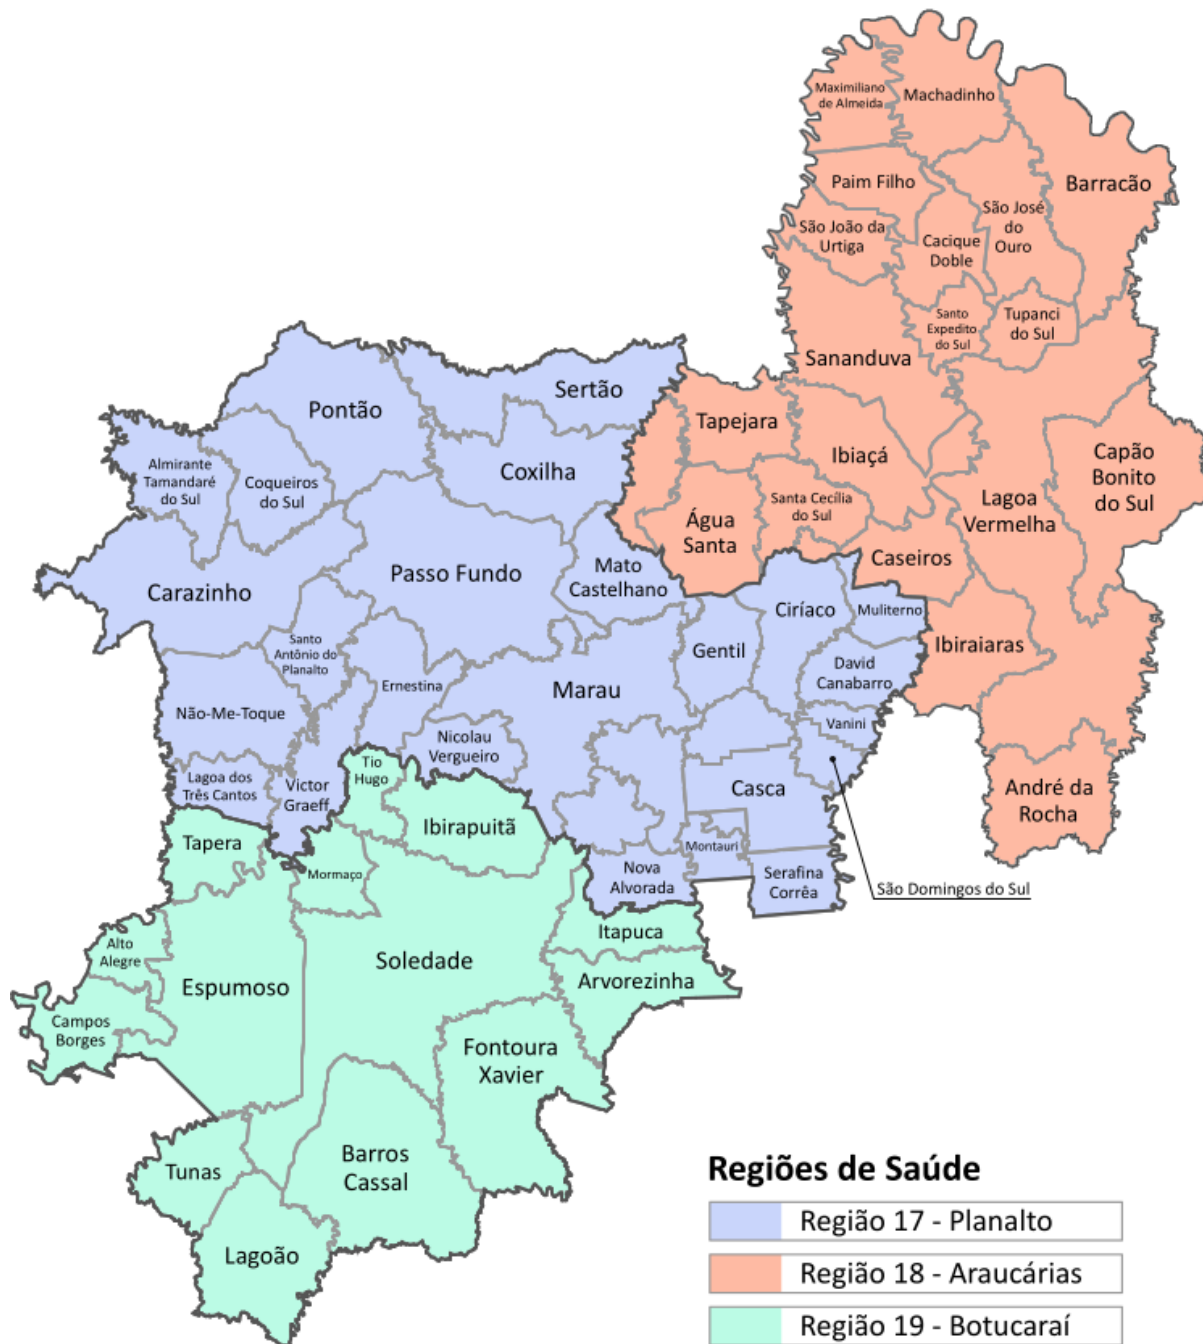 Maximiliano
de Almeida
Machadinho
Barracão
Paim Filho
São José
do
Ouro
São João da
Urtiga
Cacique
Doble
Santo
Expedito
do Sul
Tupanci
do Sul
Sananduva
Sertão
Pontão
Tapejara
Ibiaçá
Capão
Bonito
do Sul
Coxilha
Almirante
Tamandaré
do Sul
Coqueiros
do Sul
Água
Santa
Santa Cecília
do Sul
Lagoa
Vermelha
Caseiros
Carazinho
Passo Fundo
Mato
Castelhano
Ciríaco
Muliterno
Santo
Antônio do
Planalto
Gentil
Ibiraiaras
David
Canabarro
Ernestina
Marau
Não-Me-Toque
Vanini
Nicolau
Vergueiro
Tio
Hugo
Lagoa dos
Três Cantos
Victor
Graeff
Casca
André da
Rocha
Tapera
Ibirapuitã
Montauri
Mormaço
Nova
Alvorada
Serafina
Corrêa
São Domingos do Sul
Itapuca
Alto
Alegre
Soledade
Espumoso
Arvorezinha
Campos
Borges
Fontoura
Xavier
Tunas
Barros
Cassal
Lagoão
Regiões de Saúde
Região 17 - Planalto
Região 18 - Araucárias
Região 19 - Botucaraí